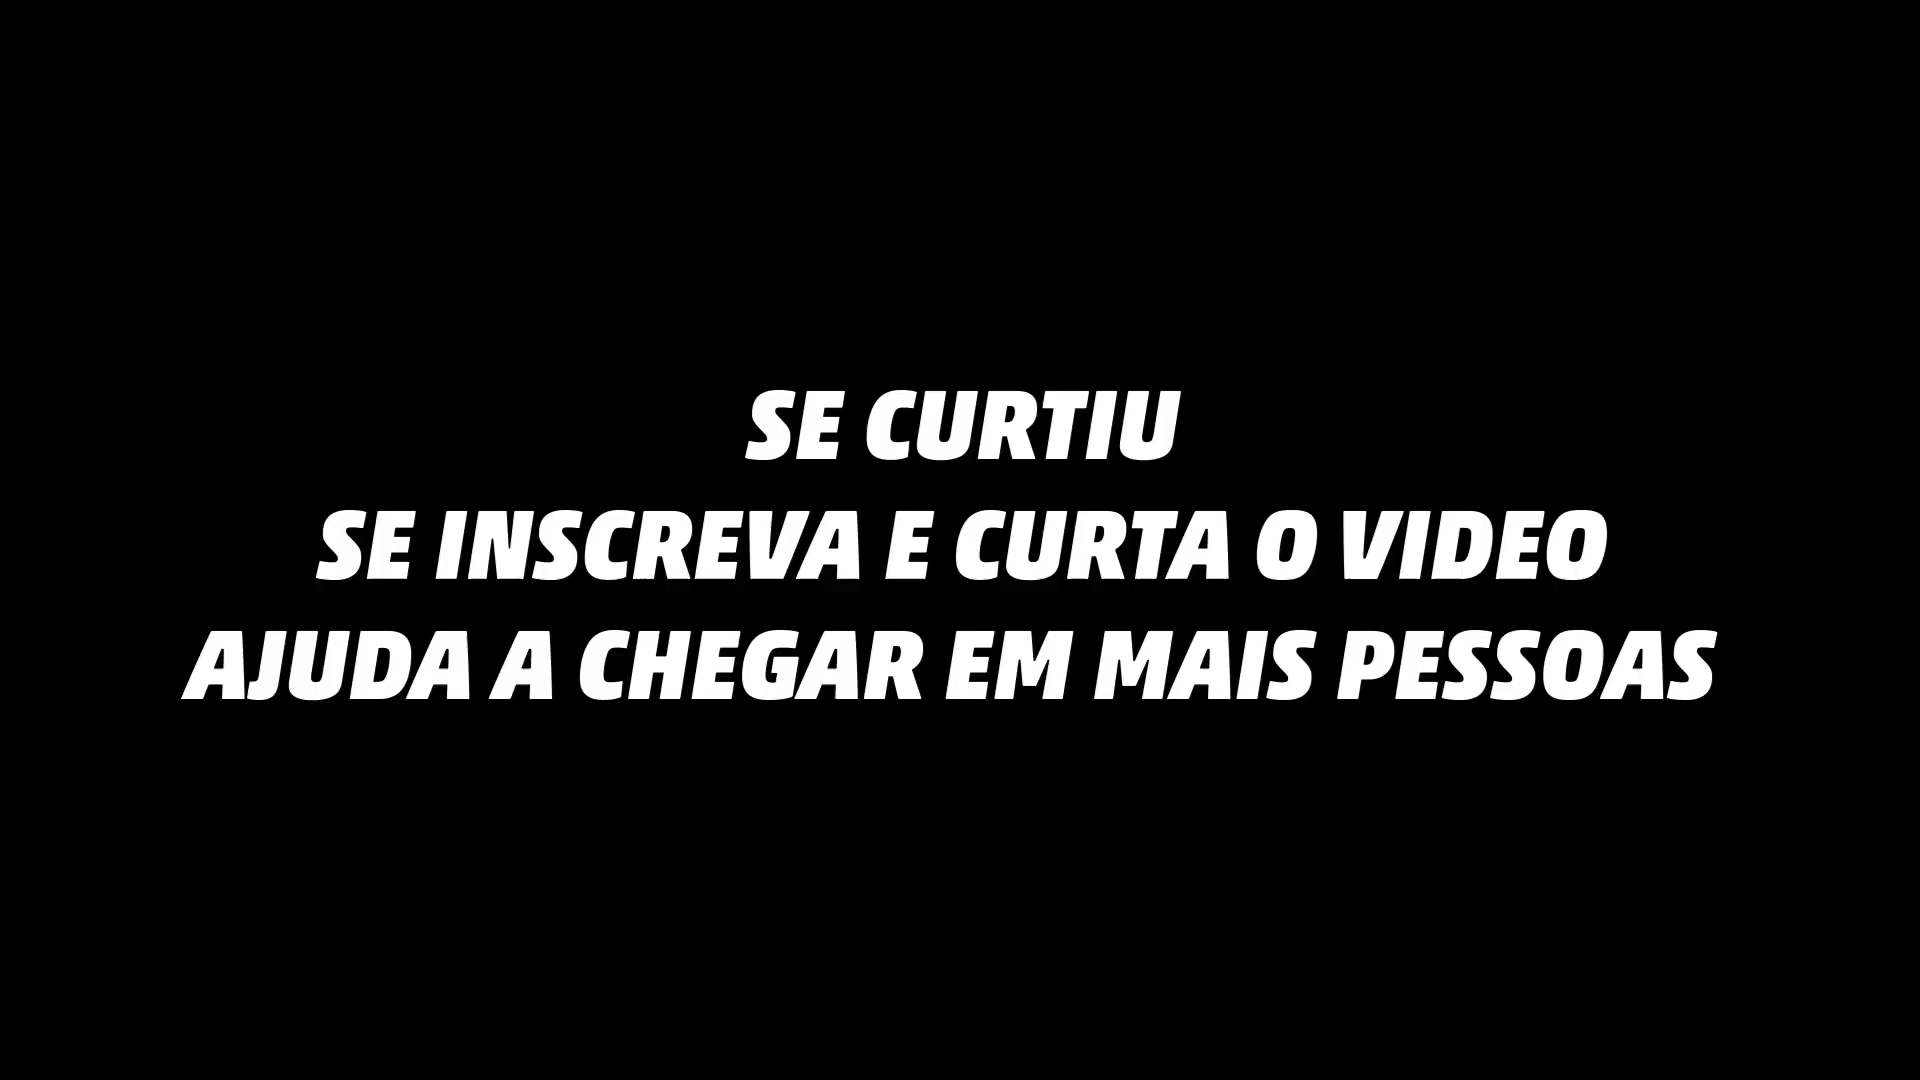 SE CURTIU
SE INSCREVA E CURTA O VIDEO
AJUDA A CHEGAR EM MAIS PESSOAS